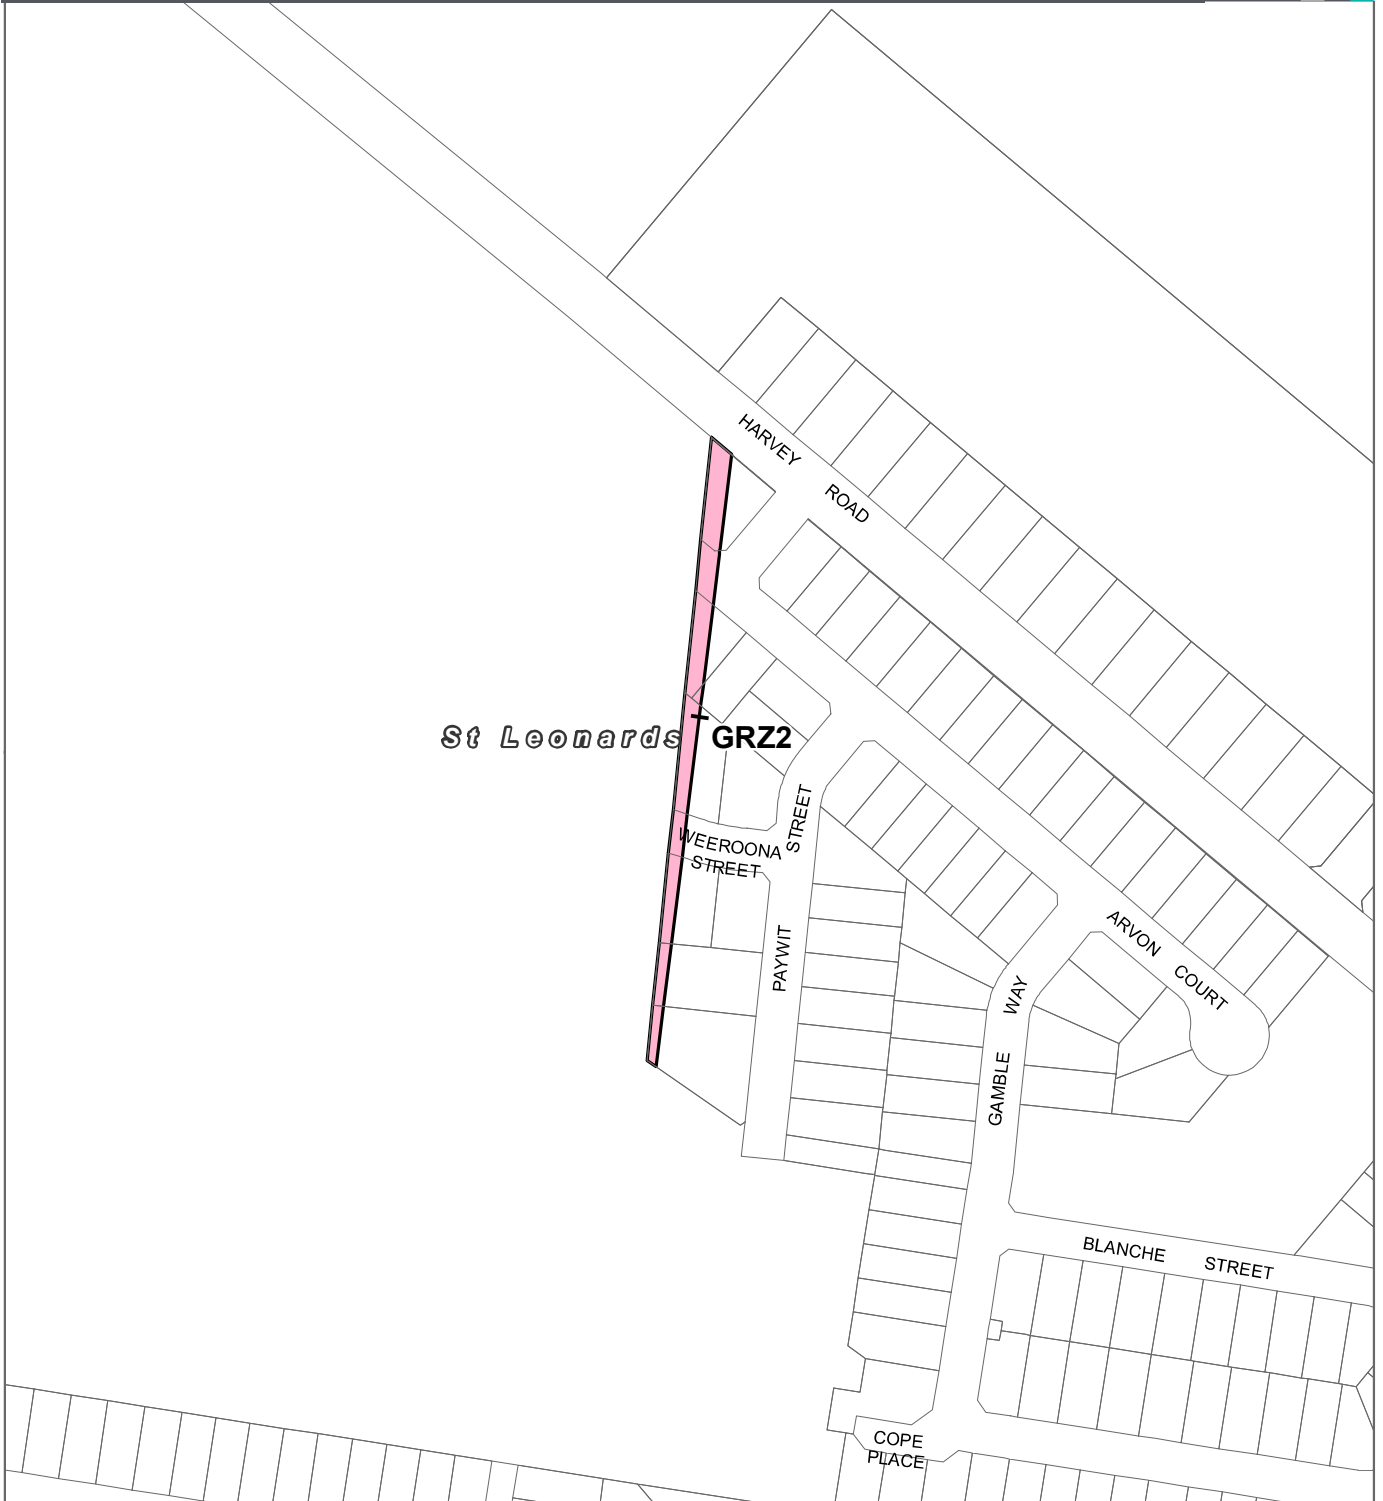 HARVEY
ROAD
St Leonards
GRZ2
WEEROONA
STREET
STREET
PAYWIT
ARVON
COURT
WAY
GAMBLE
BLANCHE
STREET
COPE
PLACE